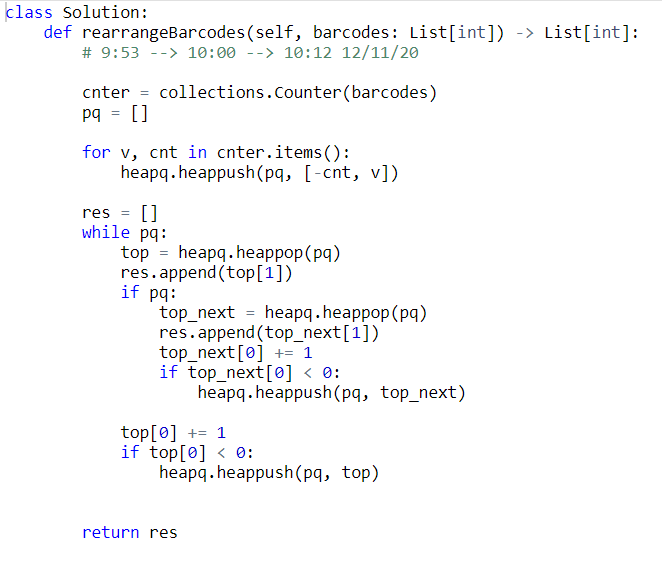 class Solution:
    def rearrangeBarcodes(self, barcodes: List[int]) -> List[int]:
        # 9:53 --> 10:00 --> 10:12 12/11/20
        cnter = collections.Counter(barcodes)
        pq = []
        for v, cnt in cnter.items():
            heapq.heappush(pq, [-cnt, v])
        res = []
        while pq:
            top = heapq.heappop(pq)
            res.append(top[1])
            if pq:
                top_next = heapq.heappop(pq)
                res.append(top_next[1])
                top_next[0] += 1
                if top_next[0] < 0:
                    heapq.heappush(pq, top_next)
            top[0] += 1
            if top[0] < 0:
                heapq.heappush(pq, top)
        return res